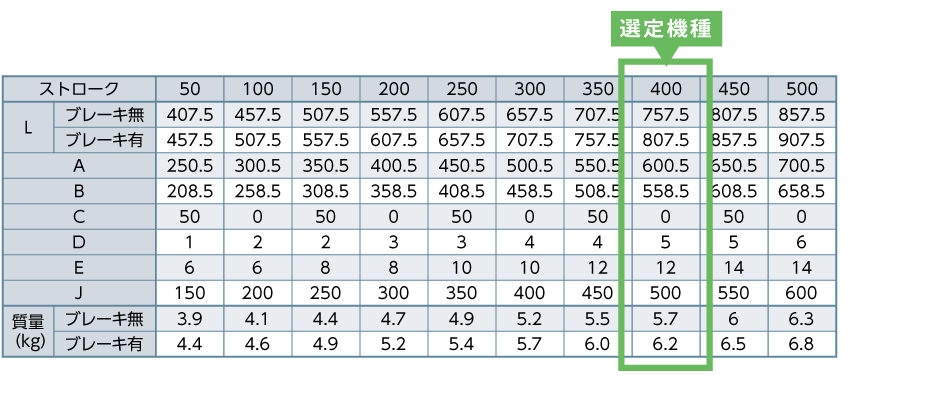 選定機種
ストローク 50 100 150 200 250 300 350 400 450 500
L ブレーキ無 407.5 457.5 507.5 557.5 607.5 657.5 707.5 757.5 807.5 857.5
ブレーキ有 457.5 507.5 557.5 607.5 657.5 707.5 757.5 807.5 857.5 907.5
A 250.5 300.5 350.5 400.5 450.5 500.5 550.5 600.5 650.5 700.5
B 208.5 258.5 308.5 358.5 408.5 458.5 508.5 558.5 608.5 658.5
C 50 0 50 0 50 0 50 0 50 0
D 1 2 2 3 3 4 4 5 5 6
E 6 6 8 8 10 10 12 12 14 14
J 150 200 250 300 350 400 450 500 550 600
質量 ブレーキ無 3.9 4.1 4.4 4.7 4.9 5.2 5.5 5.7 6 6.3
(kg) ブレーキ有 4.4 4.6 4.9 5.2 5.4 5.7 6.0 6.2 6.5 6.8